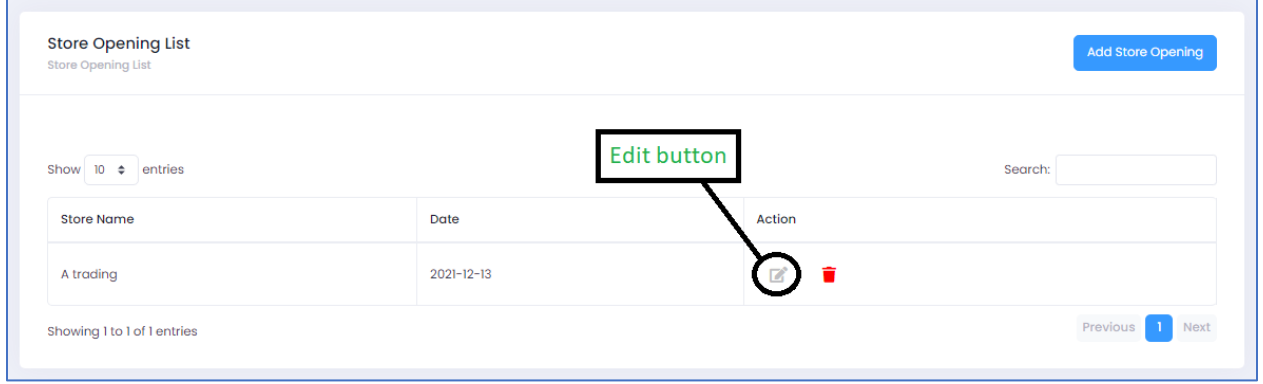 Store Opening List
Store Opening List
Add Store Opening
Edit button
Show 10 entries
Search:
Store Name Date Action
A trading 2021-12-13
Showing 1 to 1 of 1 entries
Previous 1 Next